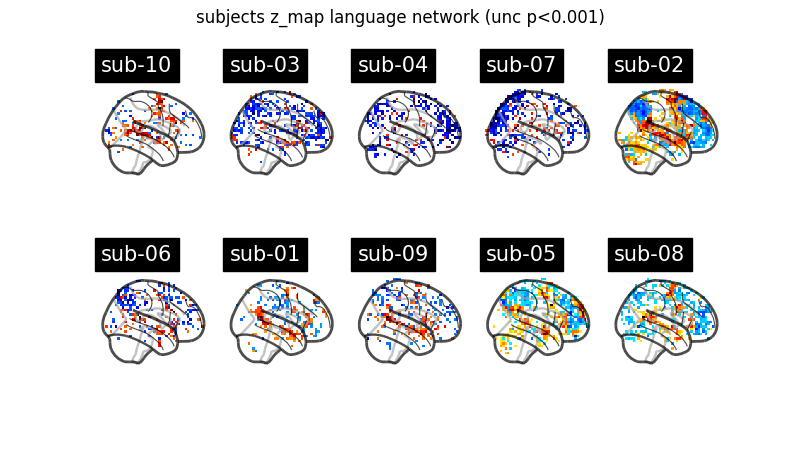 subjects z_map language network (unc p<0.001)
sub-10
sub-03
sub-04
sub-07
sub-02
sub-06
sub-01
sub-09
sub-05
sub-08